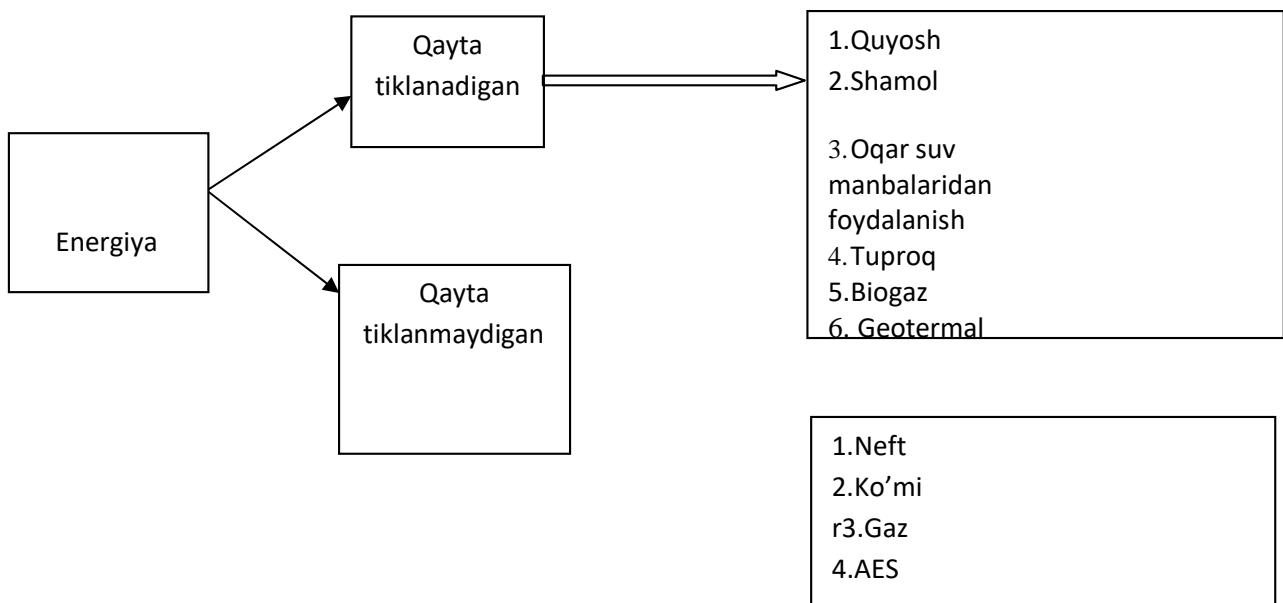 Energiya
Qayta
tiklanadigan
Qayta
tiklanmaydigan
1.Quyosh
2.Shamol
3.Oqar suv
manbalaridan
foydalanish
4.Tuproq
5.Biogaz
6. Geotermal
1.Neft
2.Ko’mi
r3.Gaz
4.AES